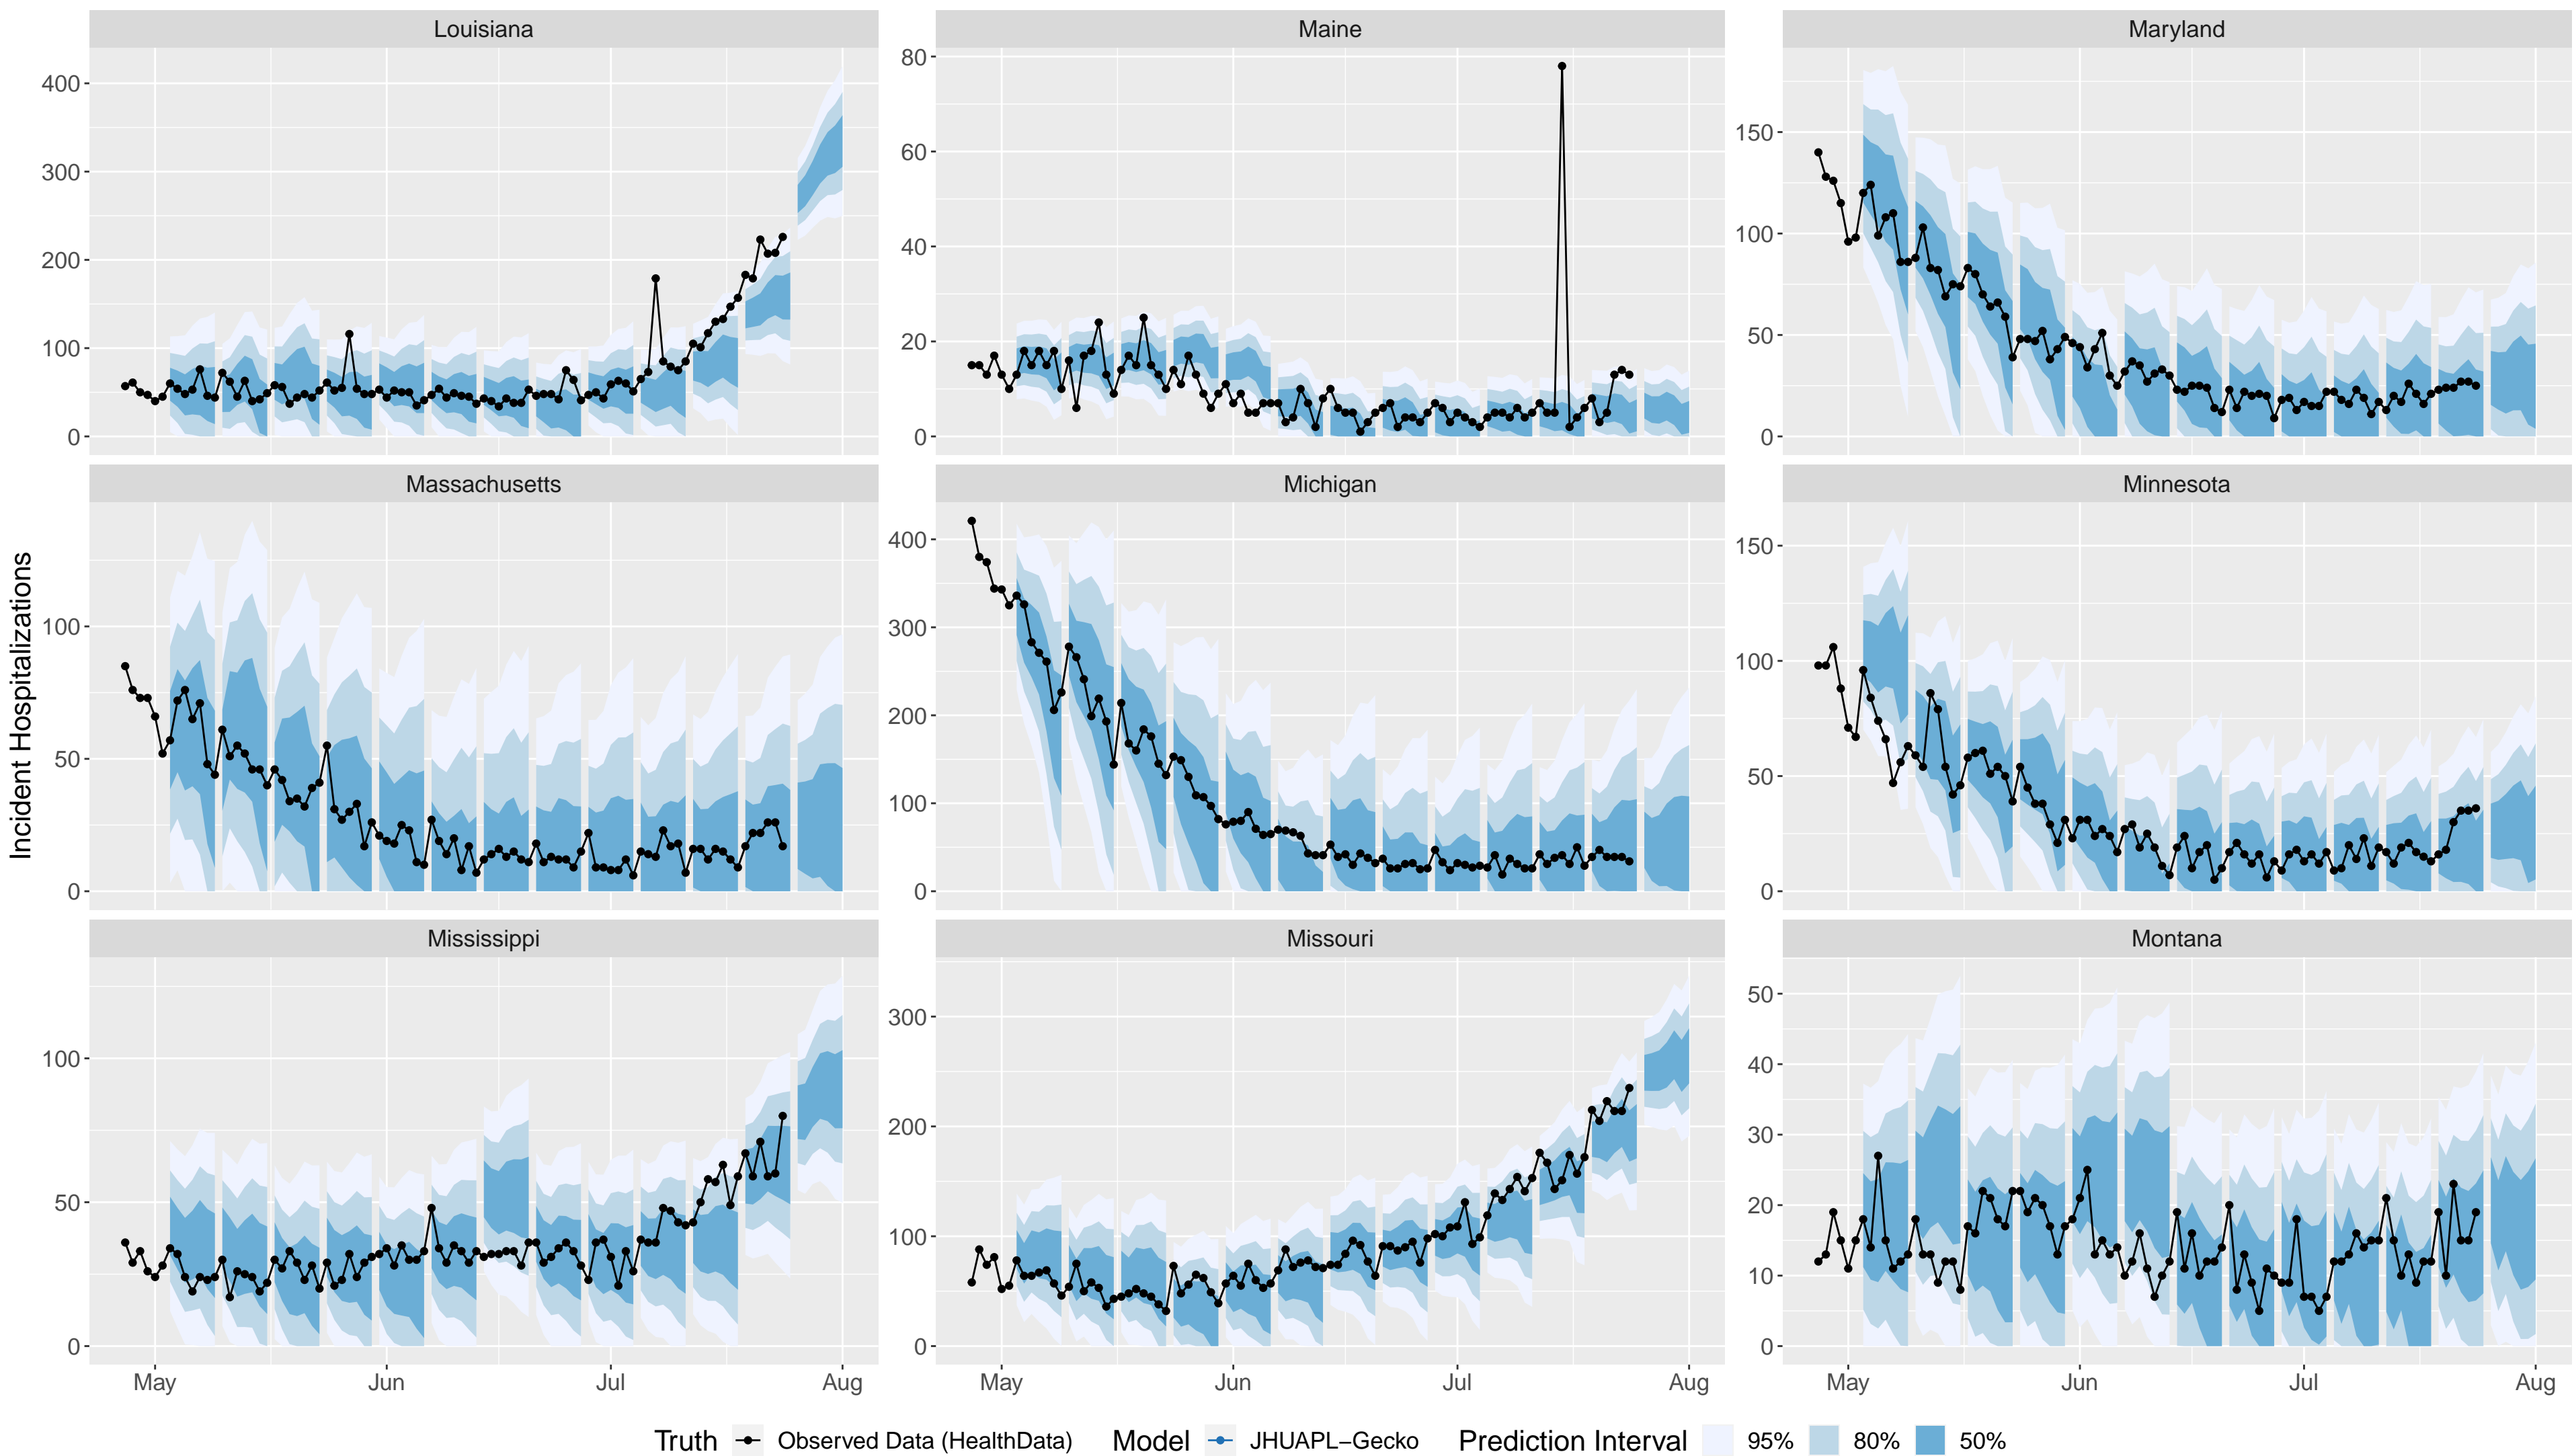 Louisiana
Maine
Maryland
400
300
200
100
0
80
60
40
20
0
150
100
50
0
Massachusetts
Michigan
Minnesota
Incident Hospitalizations
100
50
0
400
300
200
100
0
150
100
50
0
Mississippi
Missouri
Montana
100
50
0
300
200
100
0
50
40
30
20
10
0
May Jun Jul Aug
May Jun Jul Aug
May Jun Jul Aug
Truth Observed Data (HealthData) Model JHUAPL−Gecko Prediction Interval 95% 80% 50%